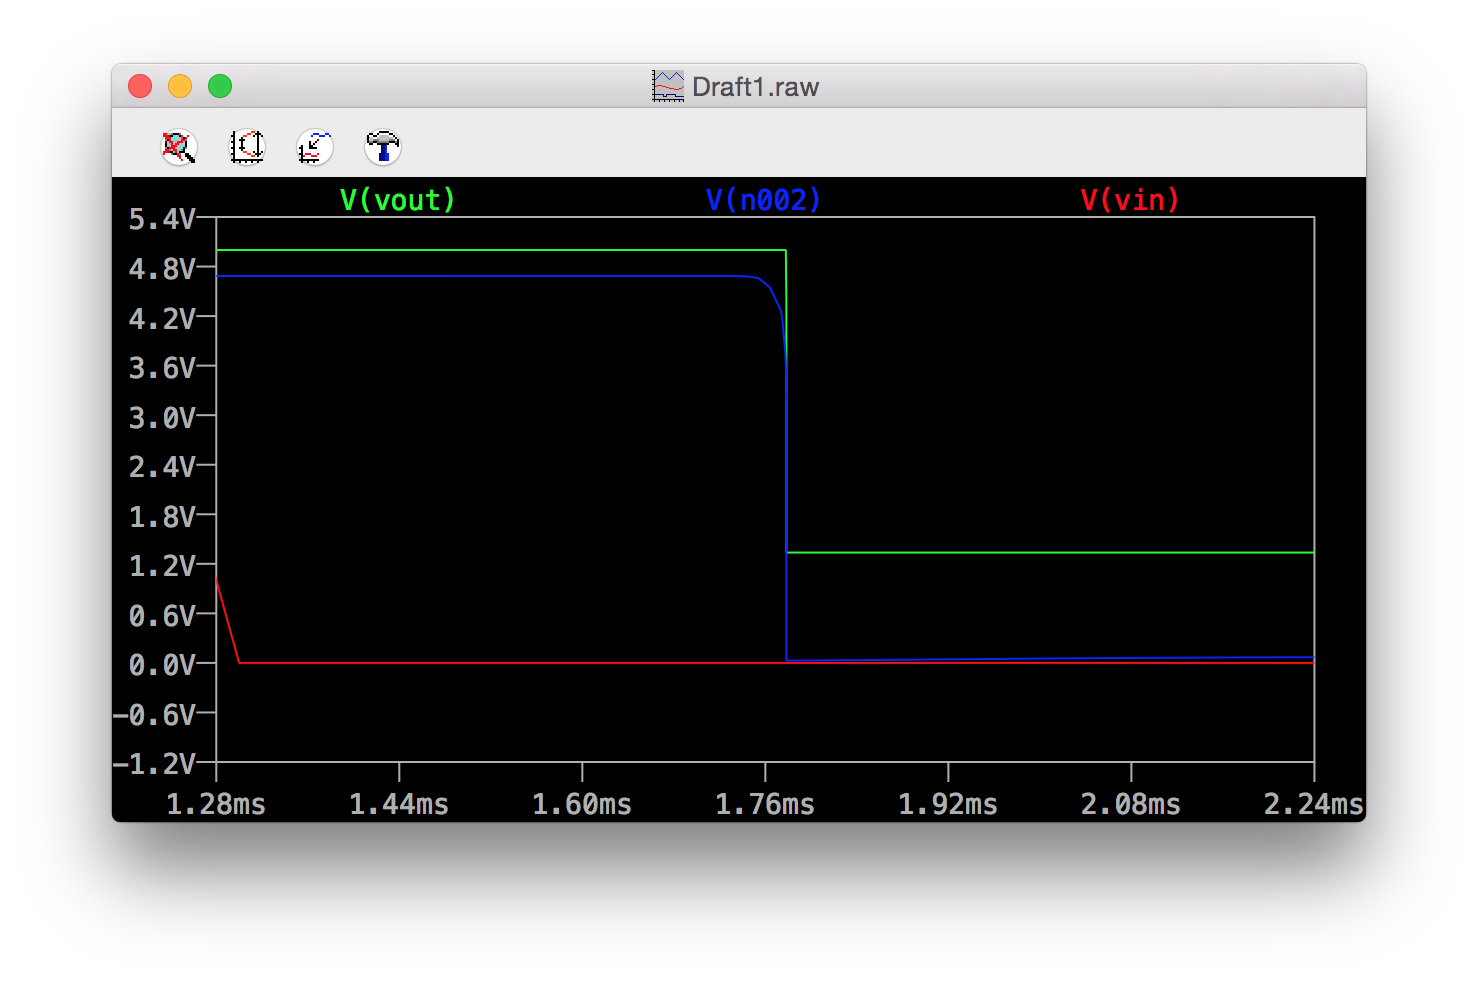 Draft1.raw
V(vout) V(n002) V(vin)
5.4V
4.8V
4.2V
3.6V
3.0V
2.4V
1.8V
1.2V
0.6V
0.0V
−0.6V
−1.2V
1.28ms 1.44ms 1.60ms 1.76ms 1.92ms 2.08ms 2.24ms